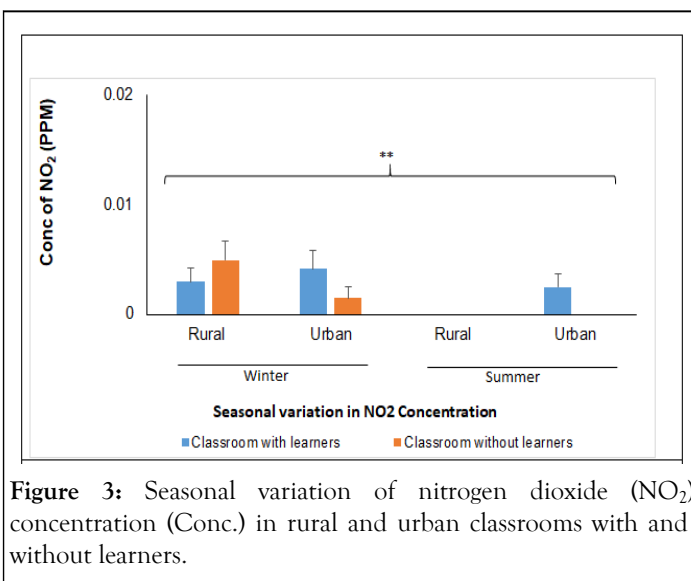 Conc of NO₂ (PPM)
0.02
0.01
0
**
Rural Urban Rural Urban
Winter Summer
Seasonal variation in NO2 Concentration
Classroom with learners Classroom without learners
Figure 3: Seasonal variation of nitrogen dioxide (NO₂)
concentration (Conc.) in rural and urban classrooms with and
without learners.